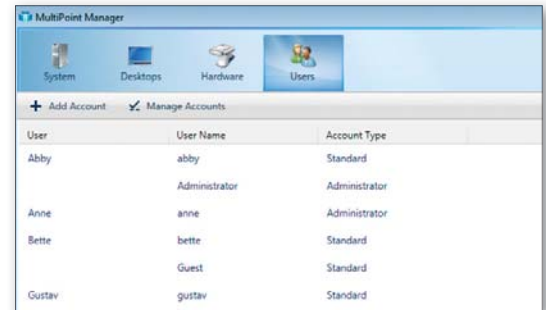 MultiPoint Manager
System Desktops Hardware Users
Add Account Manage Accounts
User User Name Account Type
Abby abby Standard
Administrator Administrator
Anne anne Administrator
Bette bette Standard
Guest Standard
Gustav gustav Standard